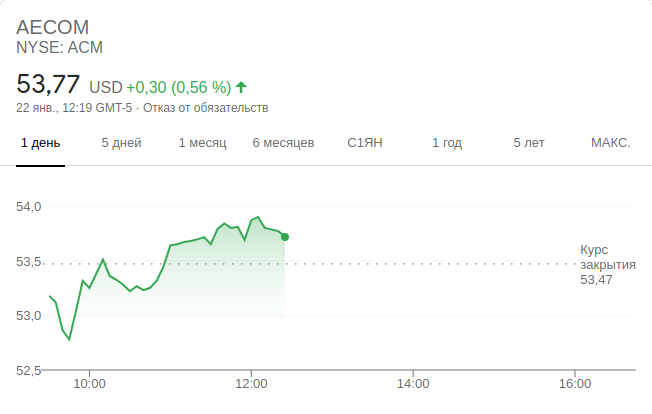 AECOM
NYSE: ACM
53,77 USD +0,30 (0,56 %)
22 янв., 12:19 GMT-5 · Отказ от обязательств
1 день 5 дней 1 месяц 6 месяцев С1ЯН 1 год 5 лет МАКС.
54,0
53,5
53,0
52,5
Курс
закрытия
53,47
10:00 12:00 14:00 16:00